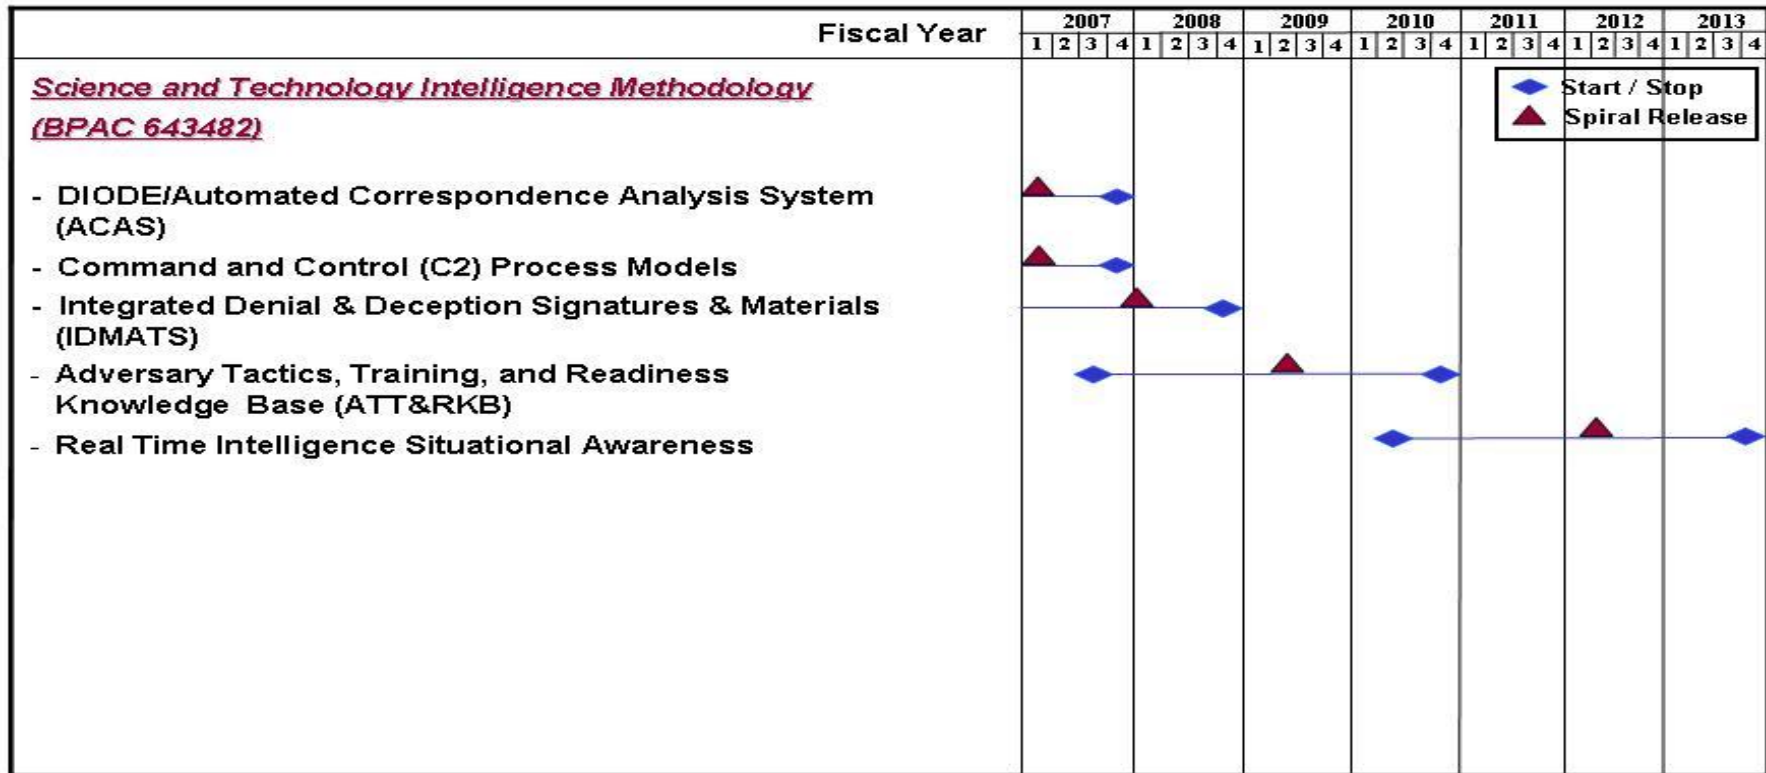 Fiscal Year
2007 2008 2009 2010 2011 2012 2013
1 2 3 4 1 2 3 4 1 2 3 4 1 2 3 4 1 2 3 4 1 2 3 4 1 2 3 4
Science and Technology Intelligence Methodology
(BPAC 643482)
Start / Stop
Spiral Release
- DIODE/Automated Correspondence Analysis System
(ACAS)
- Command and Control (C2) Process Models
- Integrated Denial & Deception Signatures & Materials
(IDMATS)
- Adversary Tactics, Training, and Readiness
Knowledge Base (ATT&RKB)
- Real Time Intelligence Situational Awareness